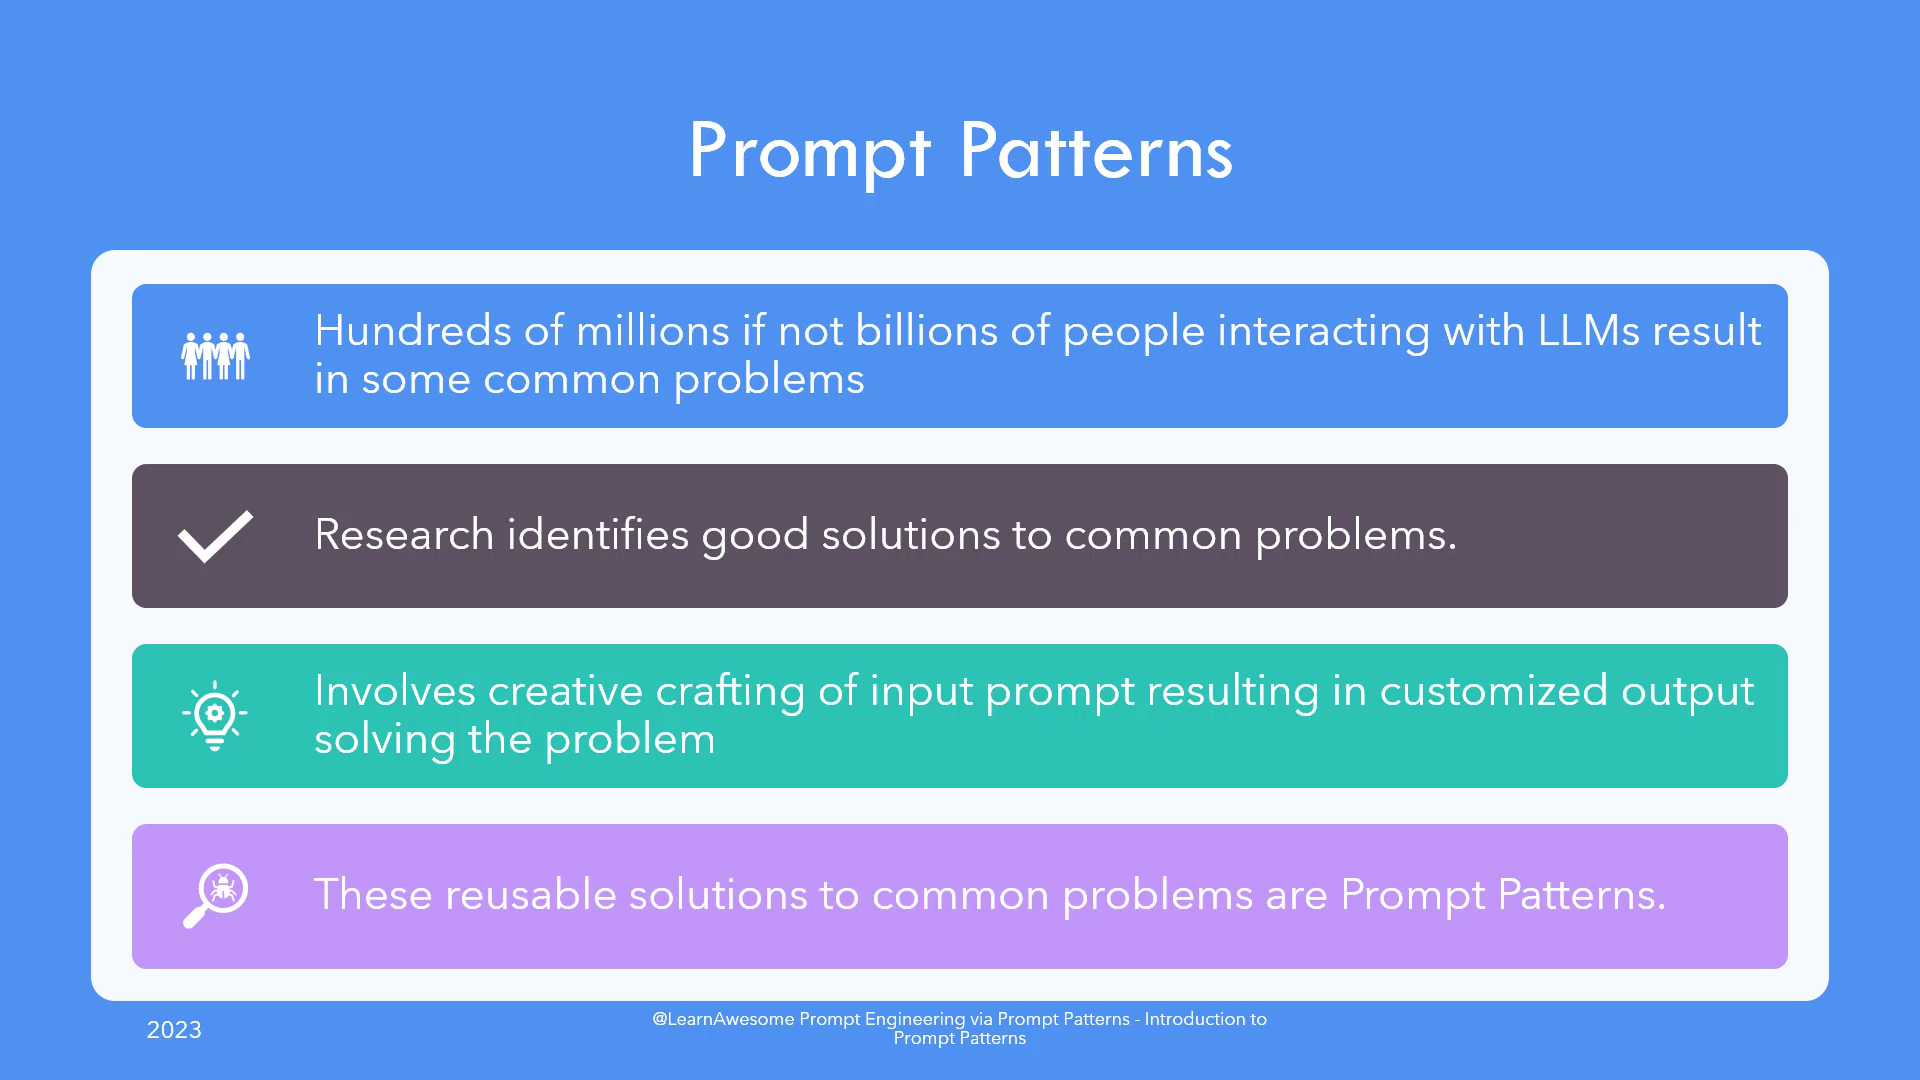 Prompt Patterns
Hundreds of millions if not billions of people interacting with LLMs result
in some common problems
Research identifies good solutions to common problems.
Involves creative crafting of input prompt resulting in customized output
solving the problem
These reusable solutions to common problems are Prompt Patterns.
2023
@LearnAwesome Prompt Engineering via Prompt Patterns - Introduction to
Prompt Patterns